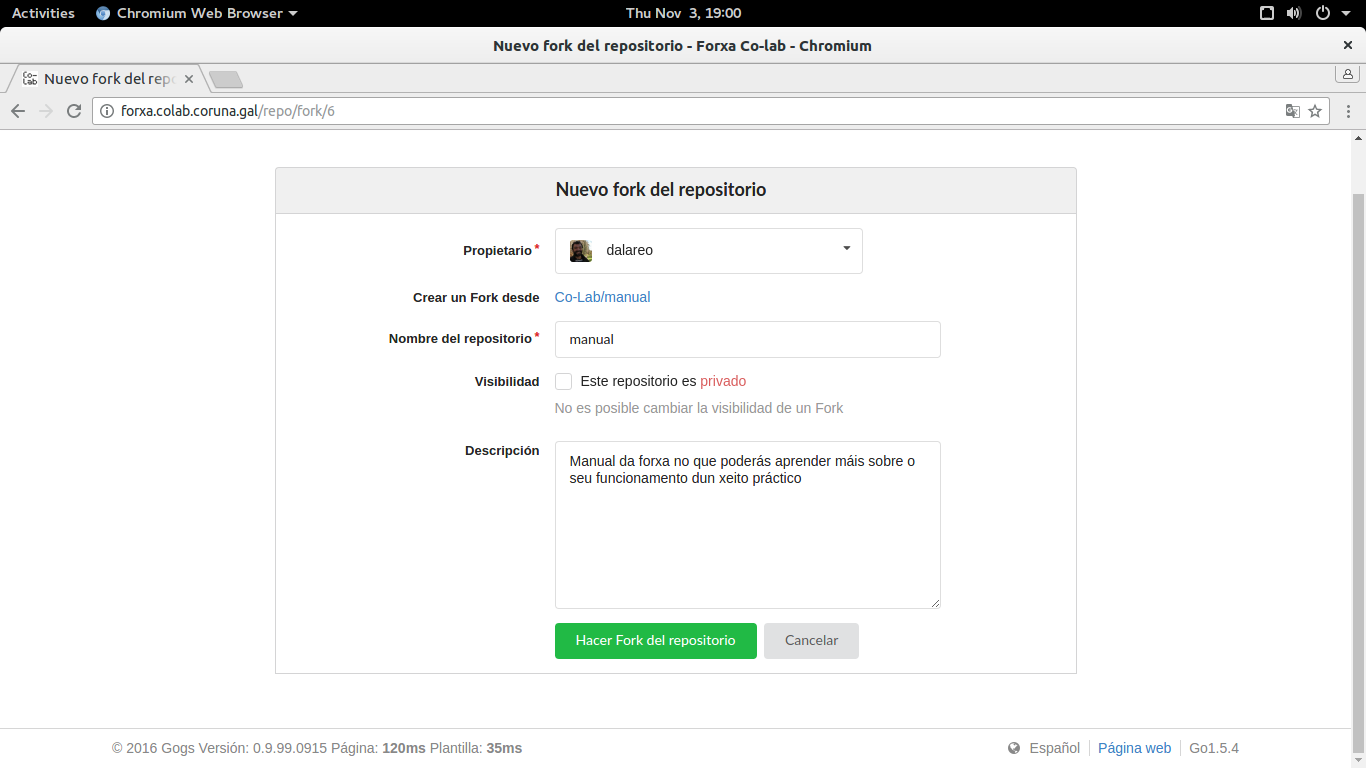 Activities Chromium Web Browser Thu Nov 3, 19:00
Nuevo fork del repositorio - Forxa Co-lab - Chromium
Co-Lab Nuevo fork del repo
forxa.colab.coruna.gal/repo/fork/6
Nuevo fork del repositorio
Propietario* dalareo
Crear un Fork desde Co-Lab/manual
Nombre del repositorio* manual
Visibilidad Este repositorio es privado
No es posible cambiar la visibilidad de un Fork
Descripción Manual da forxa no que poderás aprender máis sobre o
seu funcionamento dun xeito práctico
Hacer Fork del repositorio Cancelar
© 2016 Gogs Versión: 0.9.99.0915 Página: 120ms Plantilla: 35ms Español Página web Go1.5.4